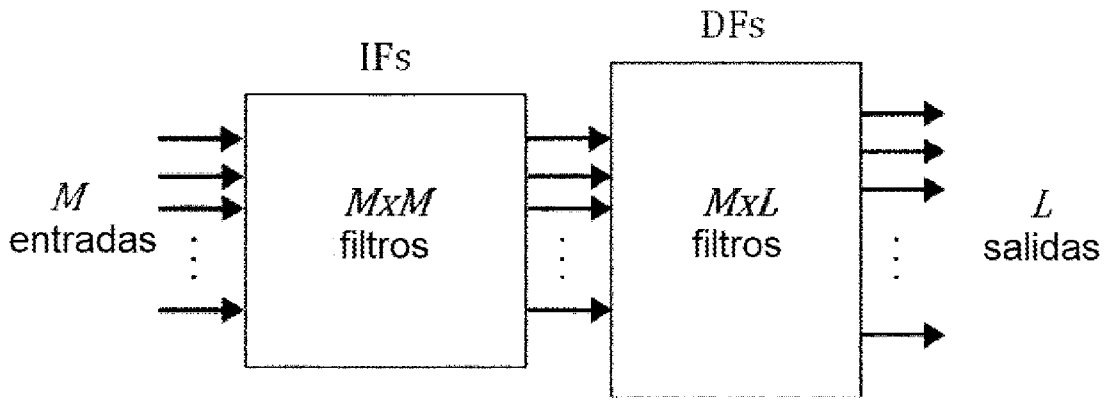 IFs
DFs
M
entradas
MxM
filtros
MxL
filtros
L
salidas